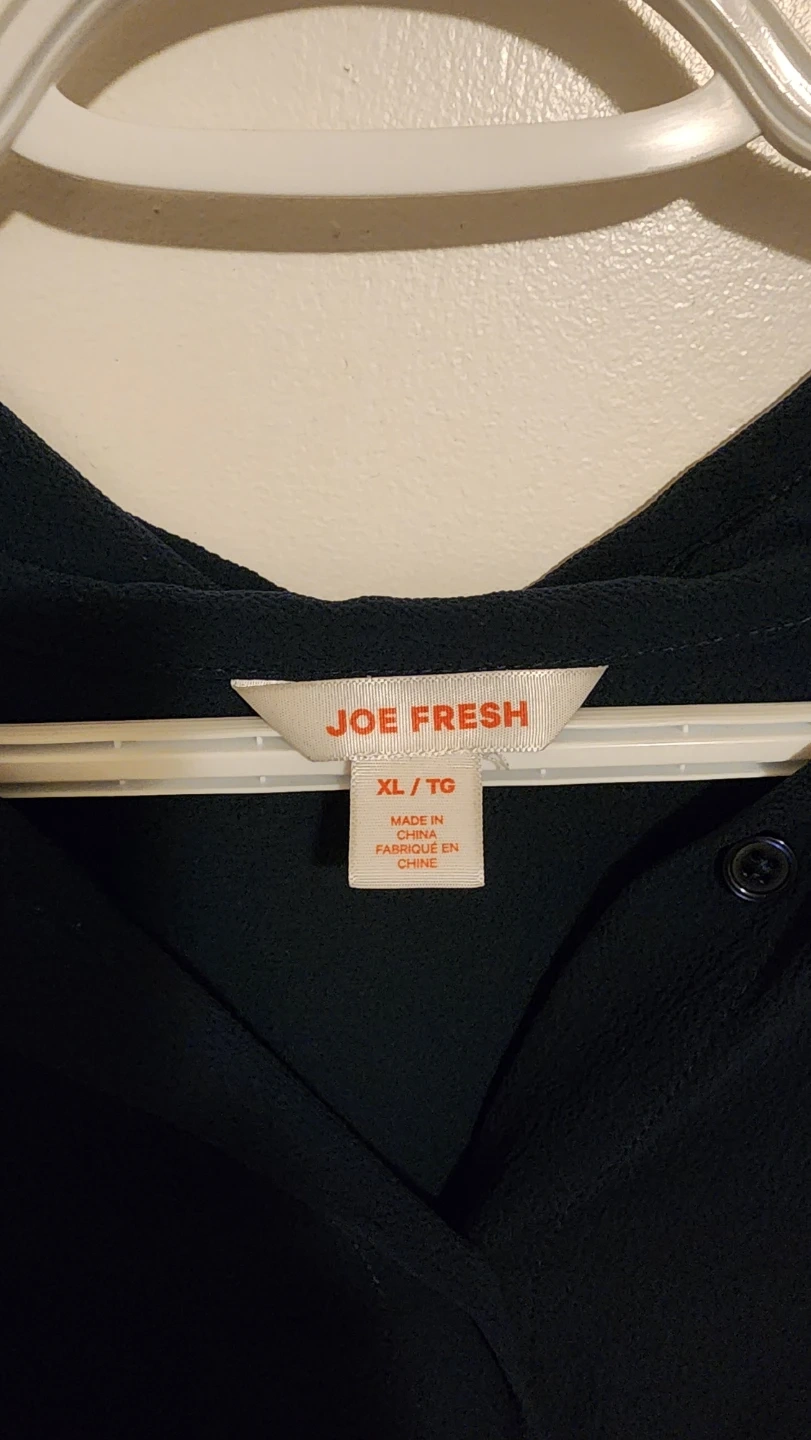 JOE FRESH
XL / TG
MADE IN
CHINA
FABRIQUÉ EN
CHINE